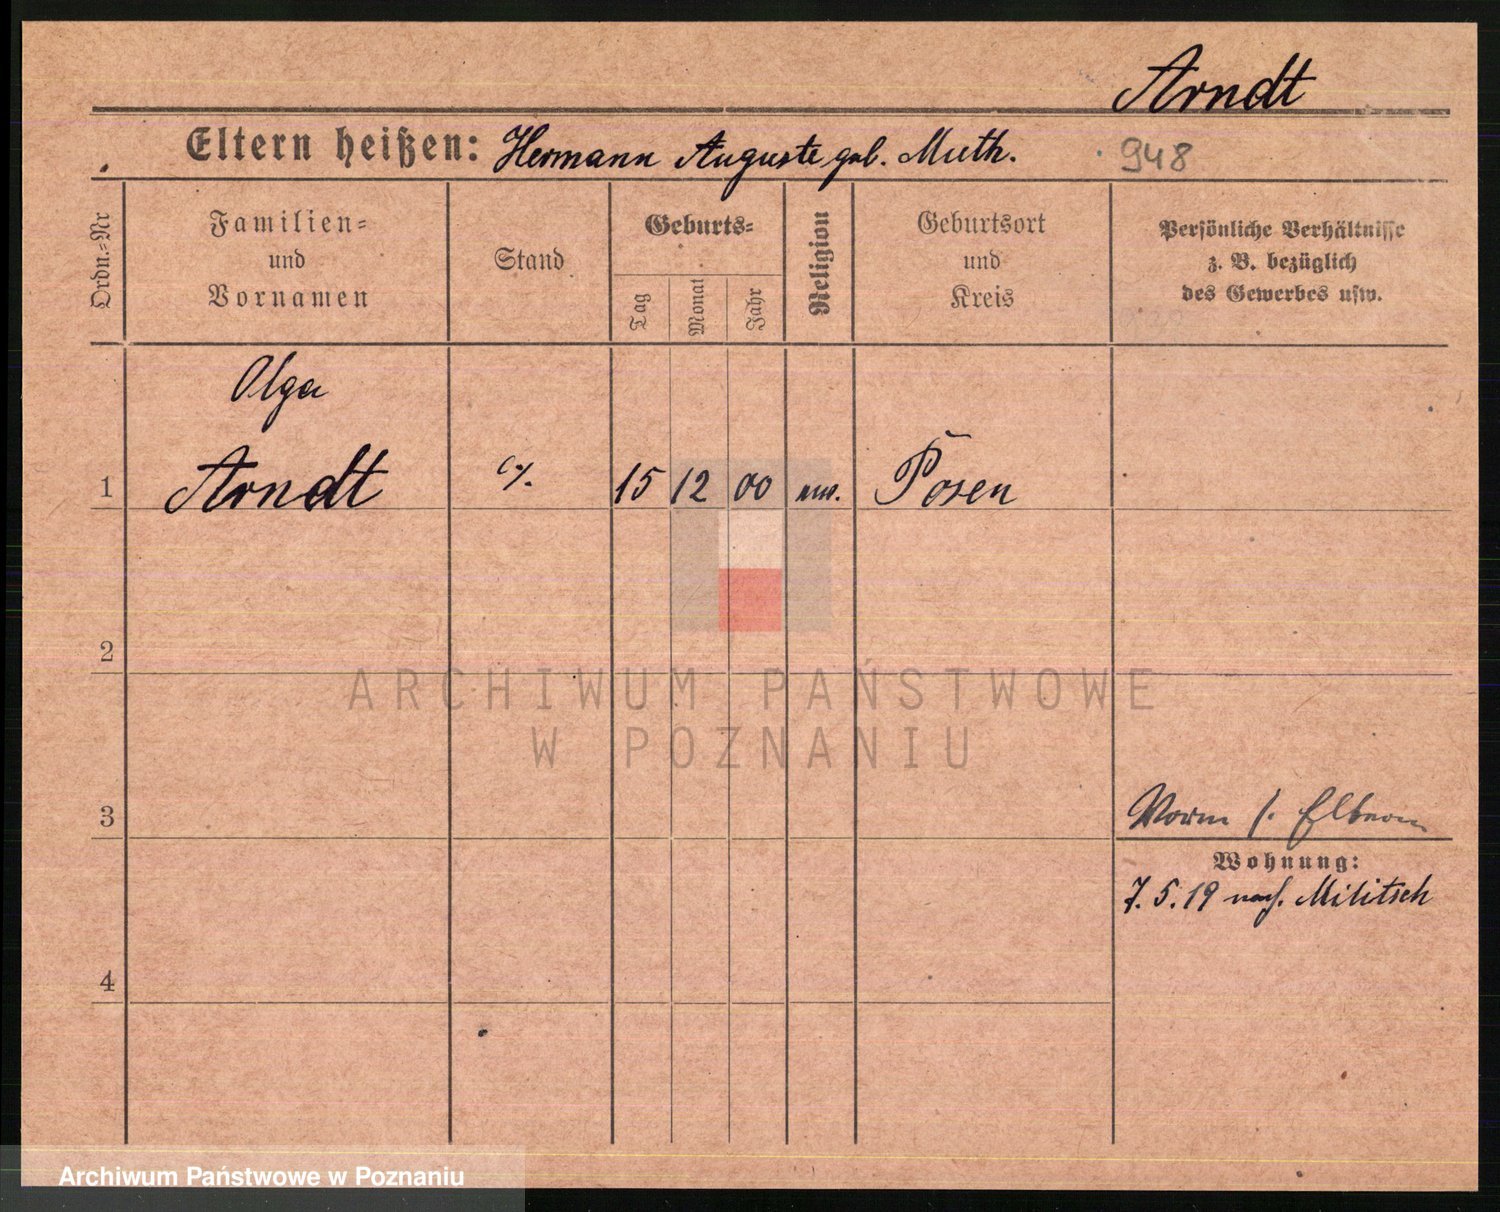 Arndt
Eltern heißen: Hermann Auguste geb. Muth. 948
Ordn.=Nr
Familien=
und
Vornamen
Stand
Geburts=
Tag
Monat
Jahr
Religion
Geburtsort
und
Kreis
Persönliche Verhältnisse
z. B. bezüglich
des Gewerbes usw.
Olga
1 Arndt 15 12 00 Posen
2
ARCHIWUM PAŃSTWOWE
W POZNANIU
3
Wohnung:
7.5.19 nach Militsch
4
Archiwum Państwowe w Poznaniu